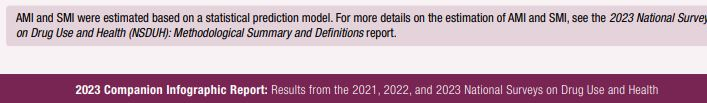 AMI and SMI were estimated based on a statistical prediction model. For more details on the estimation of AMI and SMI, see the 2023 National Survey
on Drug Use and Health (NSDUH): Methodological Summary and Definitions report.
2023 Companion Infographic Report: Results from the 2021, 2022, and 2023 National Surveys on Drug Use and Health